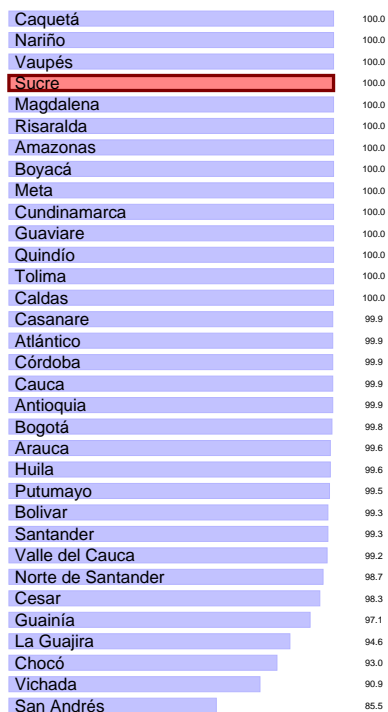 Caquetá 100.0
Nariño 100.0
Vaupés 100.0
Sucre 100.0
Magdalena 100.0
Risaralda 100.0
Amazonas 100.0
Boyacá 100.0
Meta 100.0
Cundinamarca 100.0
Guaviare 100.0
Quindío 100.0
Tolima 100.0
Caldas 100.0
Casanare 99.9
Atlántico 99.9
Córdoba 99.9
Cauca 99.9
Antioquia 99.9
Bogotá 99.8
Arauca 99.6
Huila 99.6
Putumayo 99.5
Bolivar 99.3
Santander 99.3
Valle del Cauca 99.2
Norte de Santander 98.7
Cesar 98.3
Guainía 97.1
La Guajira 94.6
Chocó 93.0
Vichada 90.9
San Andrés 85.5